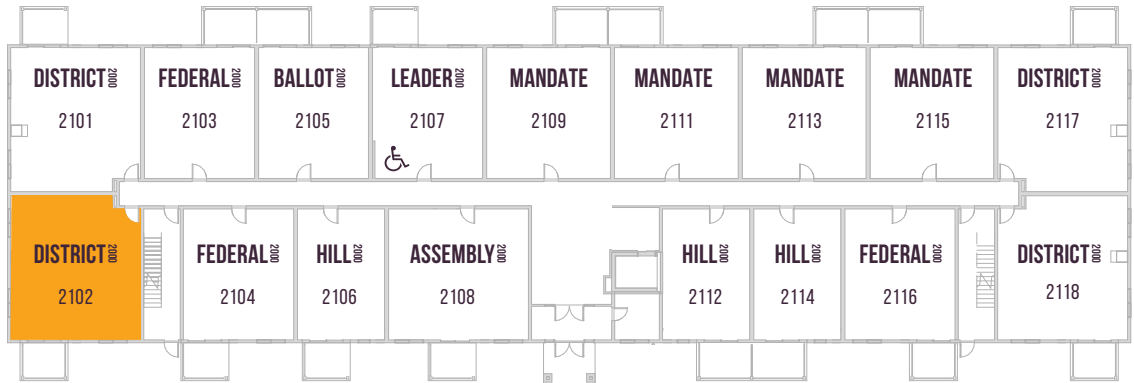 DISTRICT 2000
2101
FEDERAL 2000
2103
BALLOT 2000
2105
LEADER 2000
2107
MANDATE
2109
MANDATE
2111
MANDATE
2113
MANDATE
2115
DISTRICT 2000
2117
DISTRICT 2000
2102
FEDERAL 2000
2104
HILL 2000
2106
ASSEMBLY 2000
2108
HILL 2000
2112
HILL 2000
2114
FEDERAL 2000
2116
DISTRICT 2000
2118